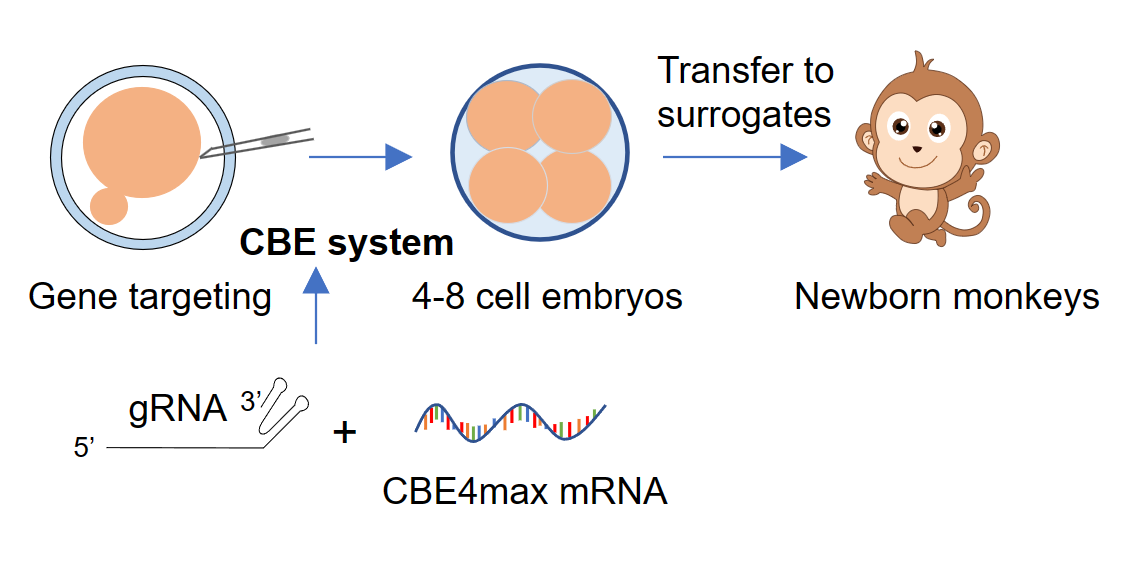 Transfer to
surrogates
CBE system
Gene targeting
4-8 cell embryos
Newborn monkeys
gRNA
3’
5’
+
CBE4max mRNA